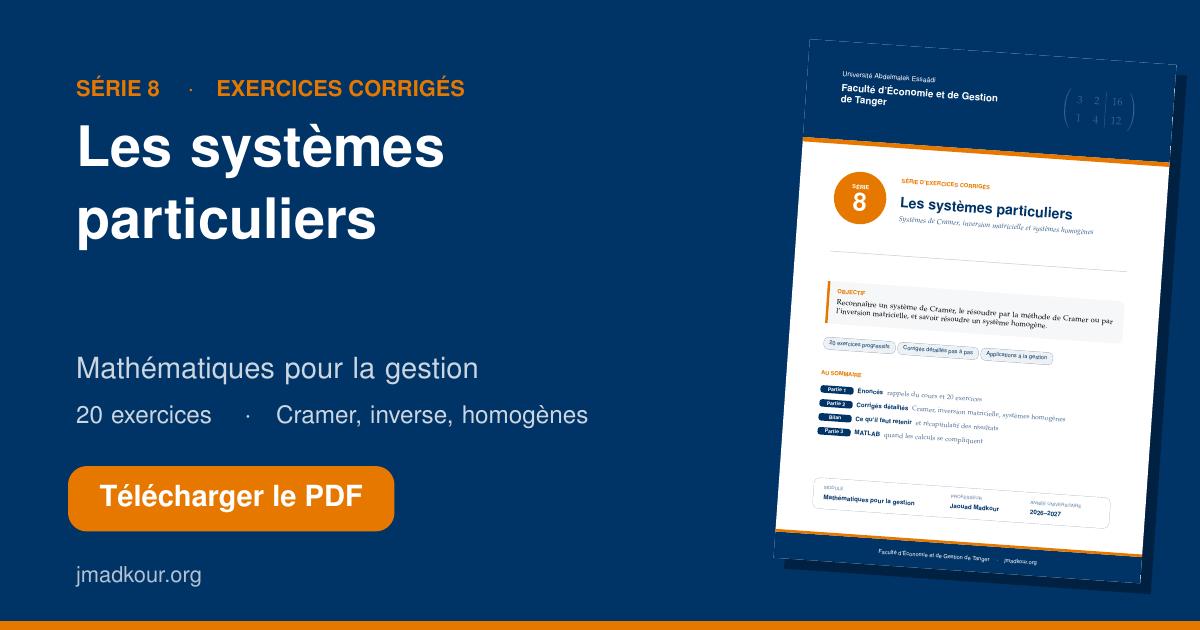 SÉRIE 8 · EXERCICES CORRIGÉS
Les systèmes
particuliers
Mathématiques pour la gestion
20 exercices · Cramer, inverse, homogènes
Télécharger le PDF
jmadkour.org
Université Abdelmalek Essaâdi
Faculté d'Économie et de Gestion
de Tanger
3 2 16
1 4 12
SÉRIE
8
SÉRIE D'EXERCICES CORRIGÉS
Les systèmes particuliers
Systèmes de Cramer, inversion matricielle et systèmes homogènes
OBJECTIF
Reconnaître un système de Cramer, le résoudre par la méthode de Cramer ou par
l'inversion matricielle, et savoir résoudre un système homogène.
20 exercices progressifs Corrigés détaillés pas à pas Applications à la gestion
AU SOMMAIRE
Partie 1 Énoncés rappels du cours et 20 exercices
Partie 2 Corrigés détaillés Cramer, inversion matricielle, systèmes homogènes
Bilan Ce qu'il faut retenir et récapitulatif des résultats
Partie 3 MATLAB quand les calculs se compliquent
MODULE PROFESSEUR ANNÉE UNIVERSITAIRE
Mathématiques pour la gestion Jaouad Madkour 2026–2027
Faculté d'Économie et de Gestion de Tanger · jmadkour.org